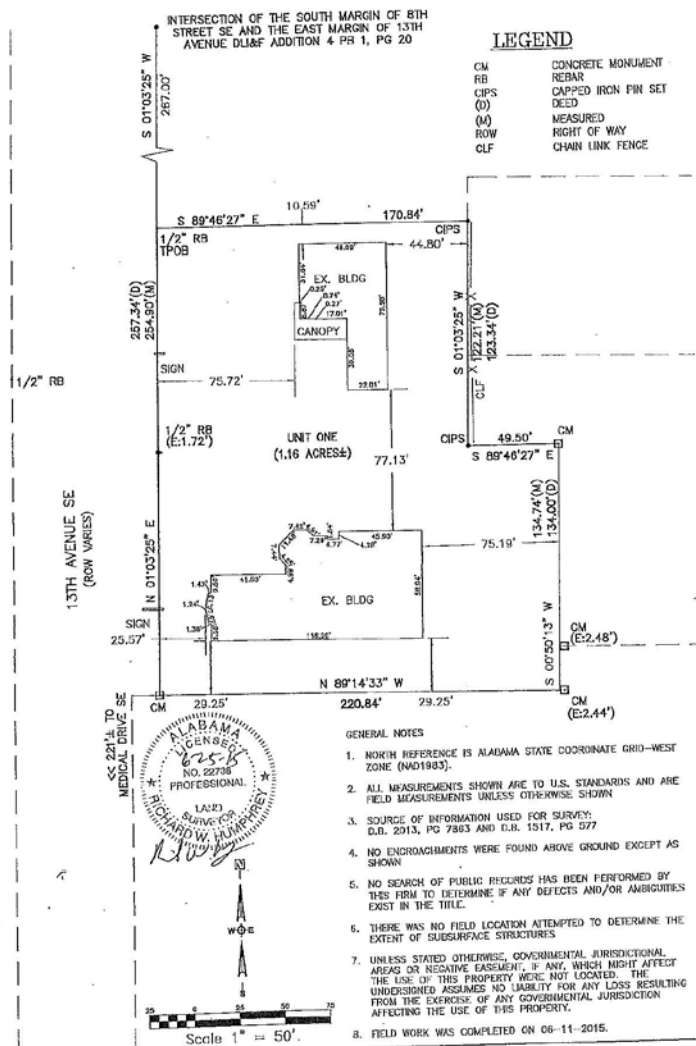 INTERSECTION OF THE SOUTH MARGIN OF 8TH
STREET SE AND THE EAST MARGIN OF 13TH
AVENUE DLI&F ADDITION 4 PB 1, PG 20
LEGEND
CM CONCRETE MONUMENT
RB REBAR
CIPS CAPPED IRON PIN SET
(D) DEED
(M) MEASURED
ROW RIGHT OF WAY
CLF CHAIN LINK FENCE
S 01°03'25" W
267.00'
S 89°46'27" E
10.59'
170.84'
CIPS
1/2" RB
TPOB
44.80'
EX. BLDG
17.01'
CANOPY
22.01'
257.34'(D)
254.90'(M)
S 01°03'25" W
122.21'(M)
123.34'(D)
X
X
CLF
SIGN
75.72'
1/2" RB
1/2" RB
(E:1.72')
UNIT ONE
(1.16 ACRES±)
77.13'
CIPS
49.50'
CM
S 89°46'27" E
13TH AVENUE SE
(ROW VARIES)
N 01°03'25" E
134.74'(M)
134.00'(D)
75.19'
EX. BLDG
SIGN
25.57'
S 00°50'13" W
CM
(E:2.48')
N 89°14'33" W
CM
29.25'
220.84'
29.25'
CM
(E:2.44')
<< 221'± TO
MEDICAL DRIVE SE
ALABAMA
LICENSED
6-25-15
NO. 22738
PROFESSIONAL
LAND
SURVEYOR
RICHARD W. HUMPHREY
N
W E
S
25 0 25 50 75
Scale 1" = 50'.
GENERAL NOTES
1. NORTH REFERENCE IS ALABAMA STATE COORDINATE GRID-WEST
ZONE (NAD1983).
2. ALL MEASUREMENTS SHOWN ARE TO U.S. STANDARDS AND ARE
FIELD MEASUREMENTS UNLESS OTHERWISE SHOWN
3. SOURCE OF INFORMATION USED FOR SURVEY:
D.B. 2013, PG 7863 AND D.B. 1517, PG 577
4. NO ENCROACHMENTS WERE FOUND ABOVE GROUND EXCEPT AS
SHOWN
5. NO SEARCH OF PUBLIC RECORDS HAS BEEN PERFORMED BY
THIS FIRM TO DETERMINE IF ANY DEFECTS AND/OR AMBIGUITIES
EXIST IN THE TITLE.
6. THERE WAS NO FIELD LOCATION ATTEMPTED TO DETERMINE THE
EXTENT OF SUBSURFACE STRUCTURES
7. UNLESS STATED OTHERWISE, GOVERNMENTAL JURISDICTIONAL
AREAS OR NEGATIVE EASEMENT, IF ANY, WHICH MIGHT AFFECT
THE USE OF THIS PROPERTY WERE NOT LOCATED. THE
UNDERSIGNED ASSUMES NO LIABILITY FOR ANY LOSS RESULTING
FROM THE EXERCISE OF ANY GOVERNMENTAL JURISDICTION
AFFECTING THE USE OF THIS PROPERTY.
8. FIELD WORK WAS COMPLETED ON 06-11-2015.